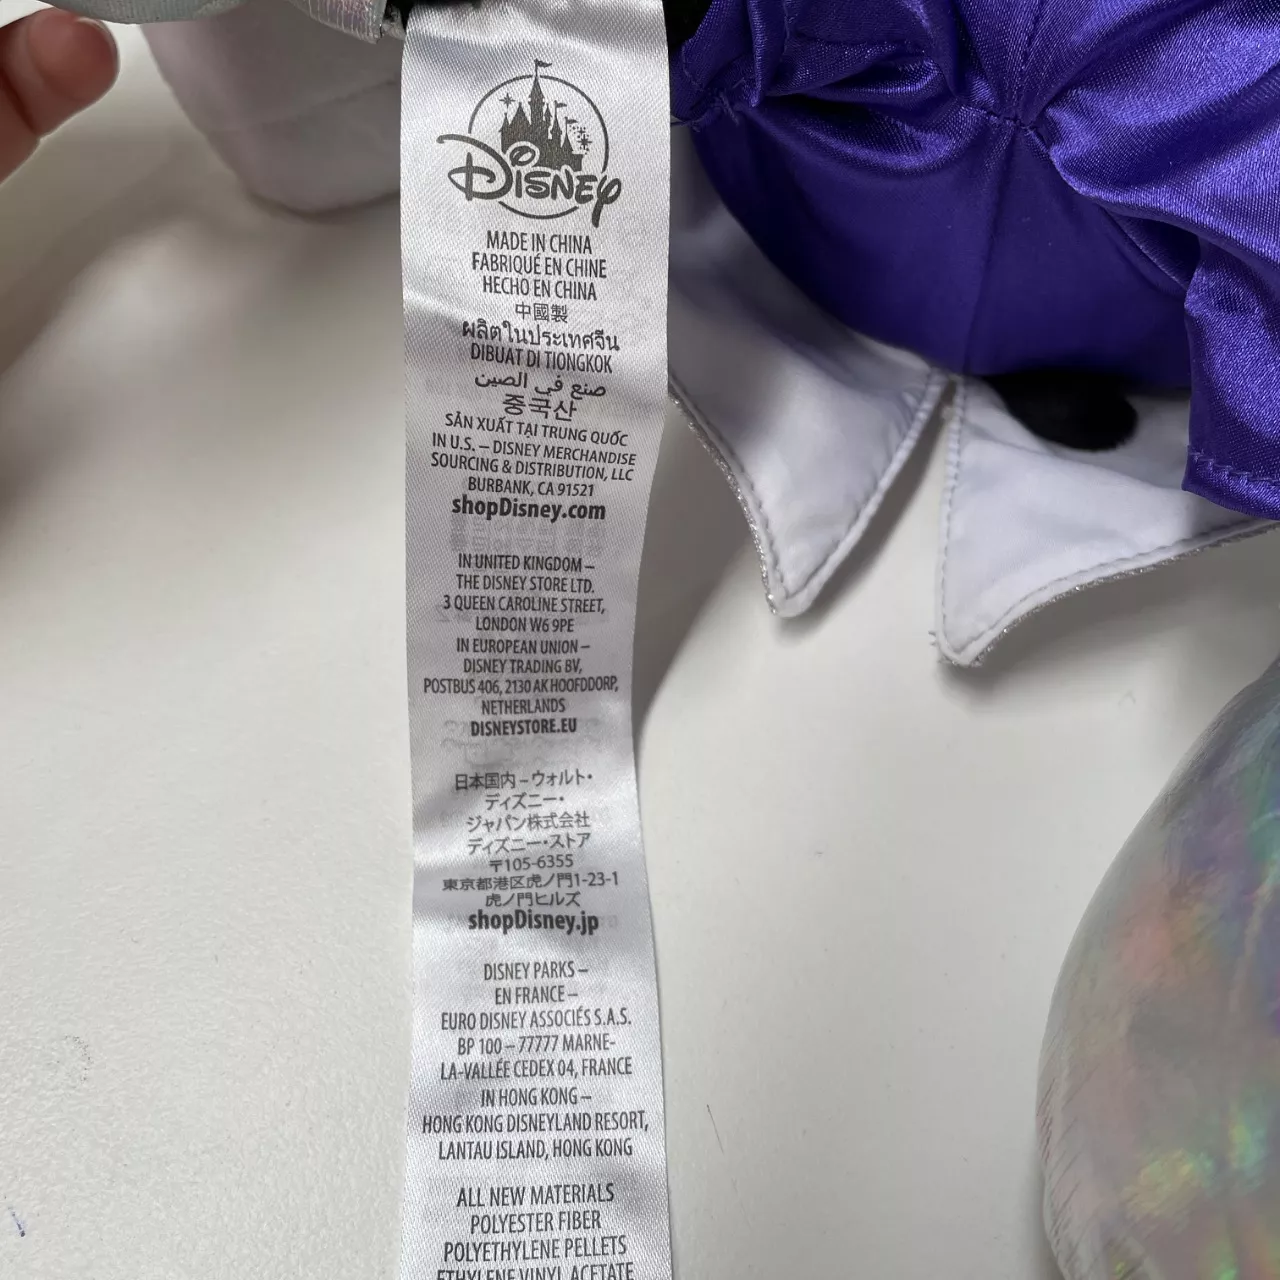 Disney
MADE IN CHINA
FABRIQUÉ EN CHINE
HECHO EN CHINA
中國製
ผลิตในประเทศจีน
DIBUAT DI TIONGKOK
صنع في الصين
중국산
SẢN XUẤT TẠI TRUNG QUỐC
IN U.S. – DISNEY MERCHANDISE
SOURCING & DISTRIBUTION, LLC
BURBANK, CA 91521
shopDisney.com
IN UNITED KINGDOM –
THE DISNEY STORE LTD.
3 QUEEN CAROLINE STREET,
LONDON W6 9PE
IN EUROPEAN UNION –
DISNEY TRADING BV,
POSTBUS 406, 2130 AK HOOFDDORP,
NETHERLANDS
DISNEYSTORE.EU
日本国内 – ウォルト・
ディズニー・
ジャパン株式会社
ディズニー・ストア
〒105-6355
東京都港区虎ノ門1-23-1
虎ノ門ヒルズ
shopDisney.jp
DISNEY PARKS –
EN FRANCE –
EURO DISNEY ASSOCIÉS S.A.S.
BP 100 – 77777 MARNE-
LA-VALLÉE CEDEX 04, FRANCE
IN HONG KONG –
HONG KONG DISNEYLAND RESORT,
LANTAU ISLAND, HONG KONG
ALL NEW MATERIALS
POLYESTER FIBER
POLYETHYLENE PELLETS
ETHYLENE VINYL ACETATE